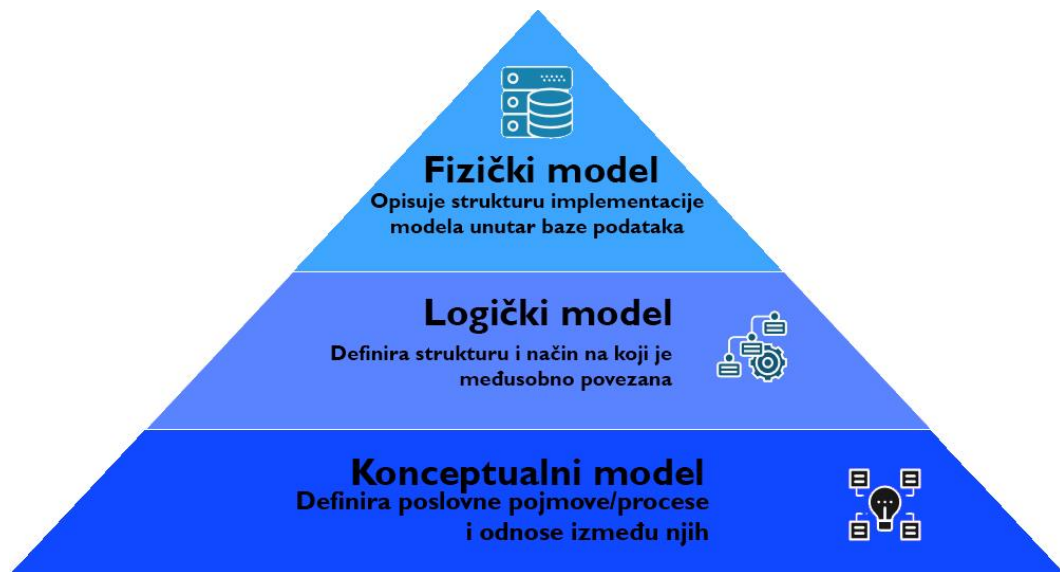 Fizički model
Opisuje strukturu implementacije
modela unutar baze podataka
Logički model
Definira strukturu i način na koji je
međusobno povezana
Konceptualni model
Definira poslovne pojmove/procese
i odnose između njih